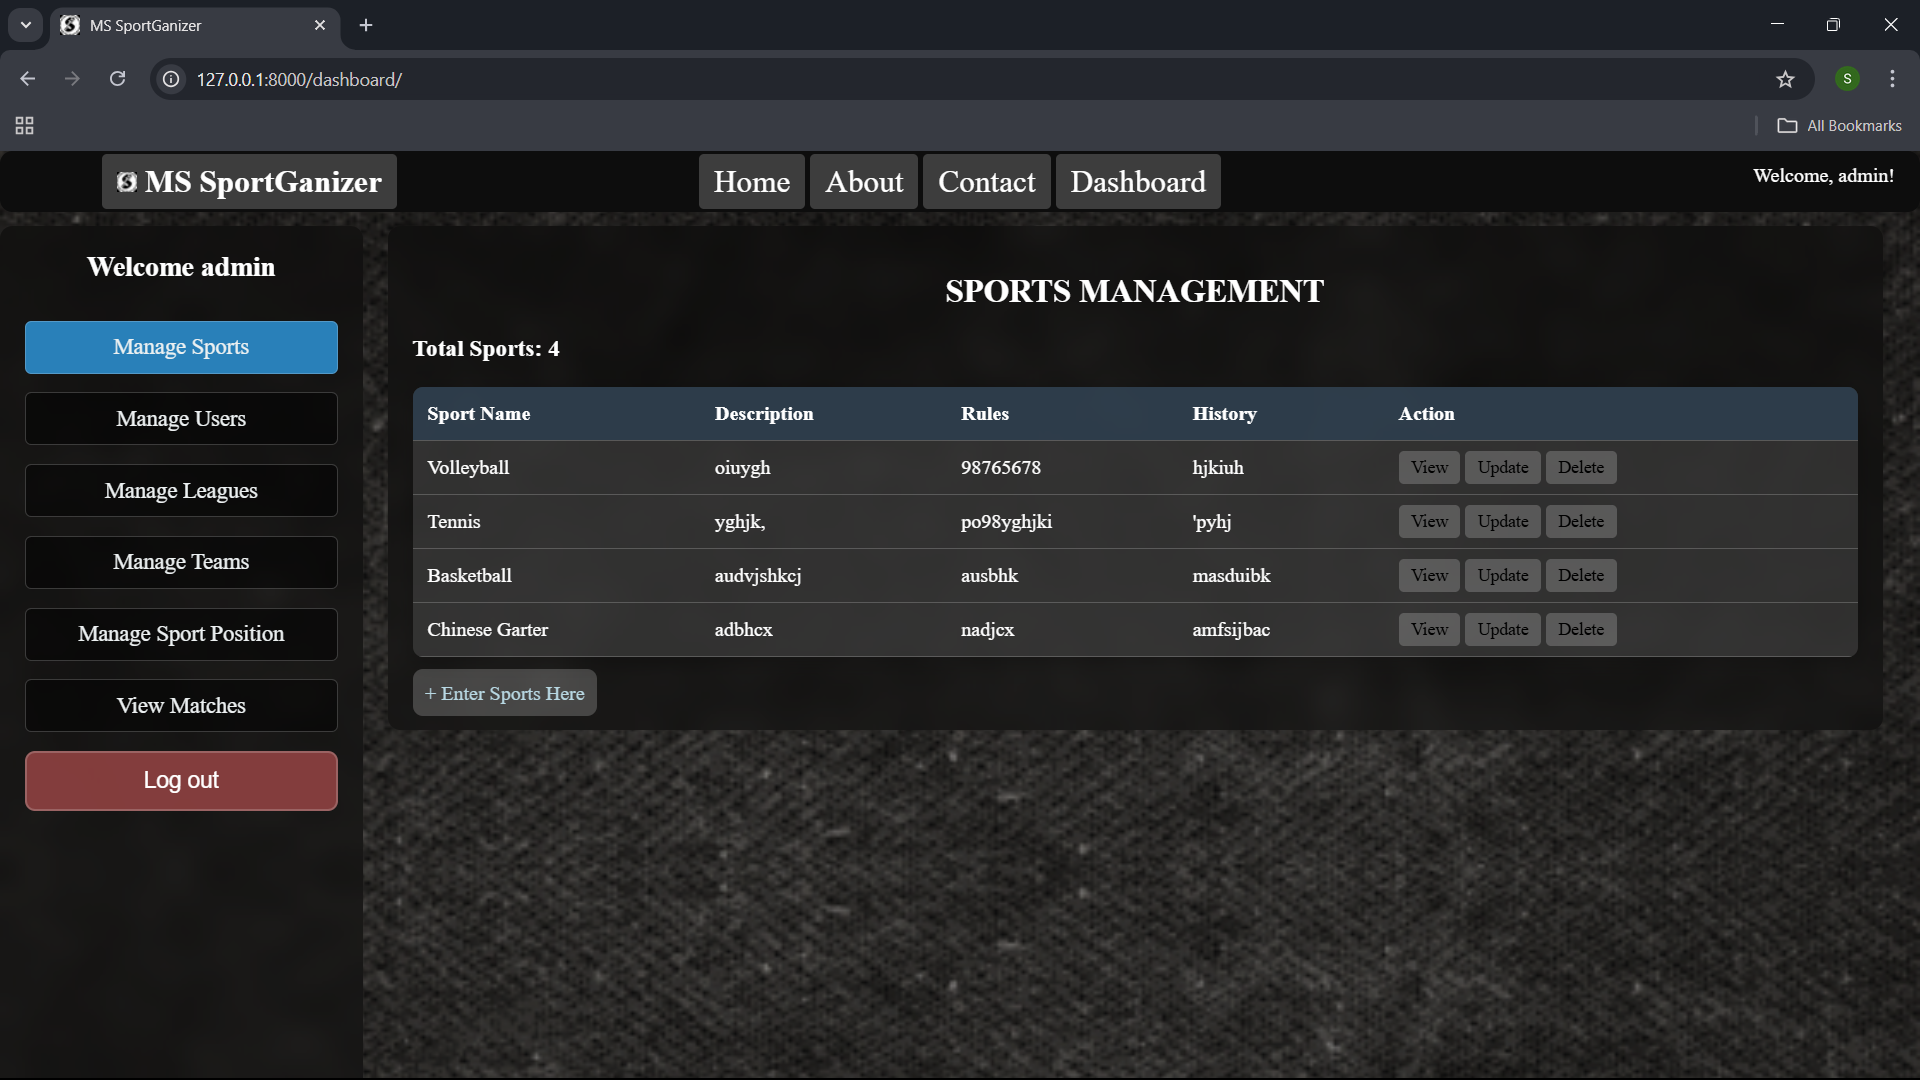 MS SportGanizer
127.0.0.1:8000/dashboard/
S
All Bookmarks
MS SportGanizer
Home About Contact Dashboard
Welcome, admin!
Welcome admin
Manage Sports
Manage Users
Manage Leagues
Manage Teams
Manage Sport Position
View Matches
Log out
SPORTS MANAGEMENT
Total Sports: 4
Sport Name Description Rules History Action
Volleyball oiuygh 98765678 hjkiuh View Update Delete
Tennis yghjk, po98yghjki 'pyhj View Update Delete
Basketball audvjshkcj ausbhk masduibk View Update Delete
Chinese Garter adbhcx nadjcx amfsijbac View Update Delete
+ Enter Sports Here